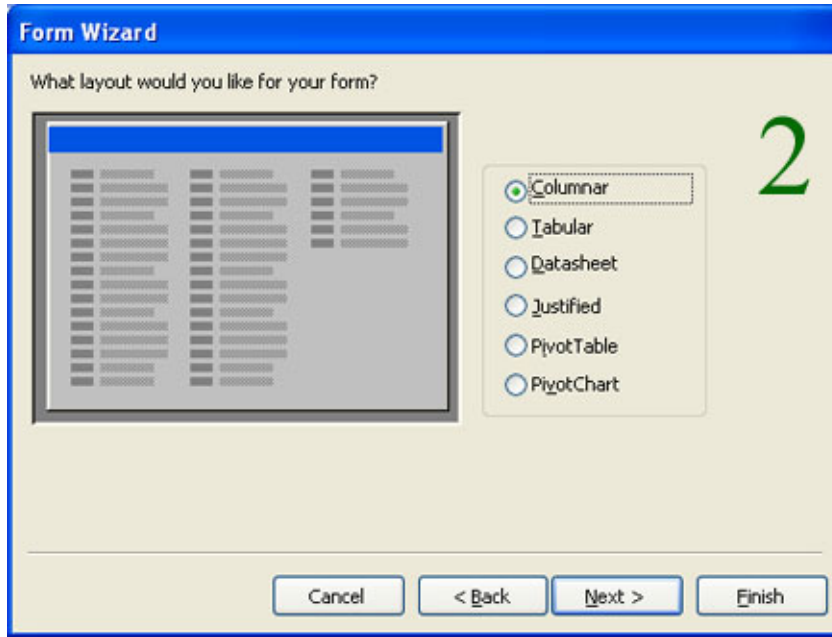 Form Wizard
What layout would you like for your form?
2
Columnar
Tabular
Datasheet
Justified
PivotTable
PivotChart
Cancel
< Back
Next >
Finish